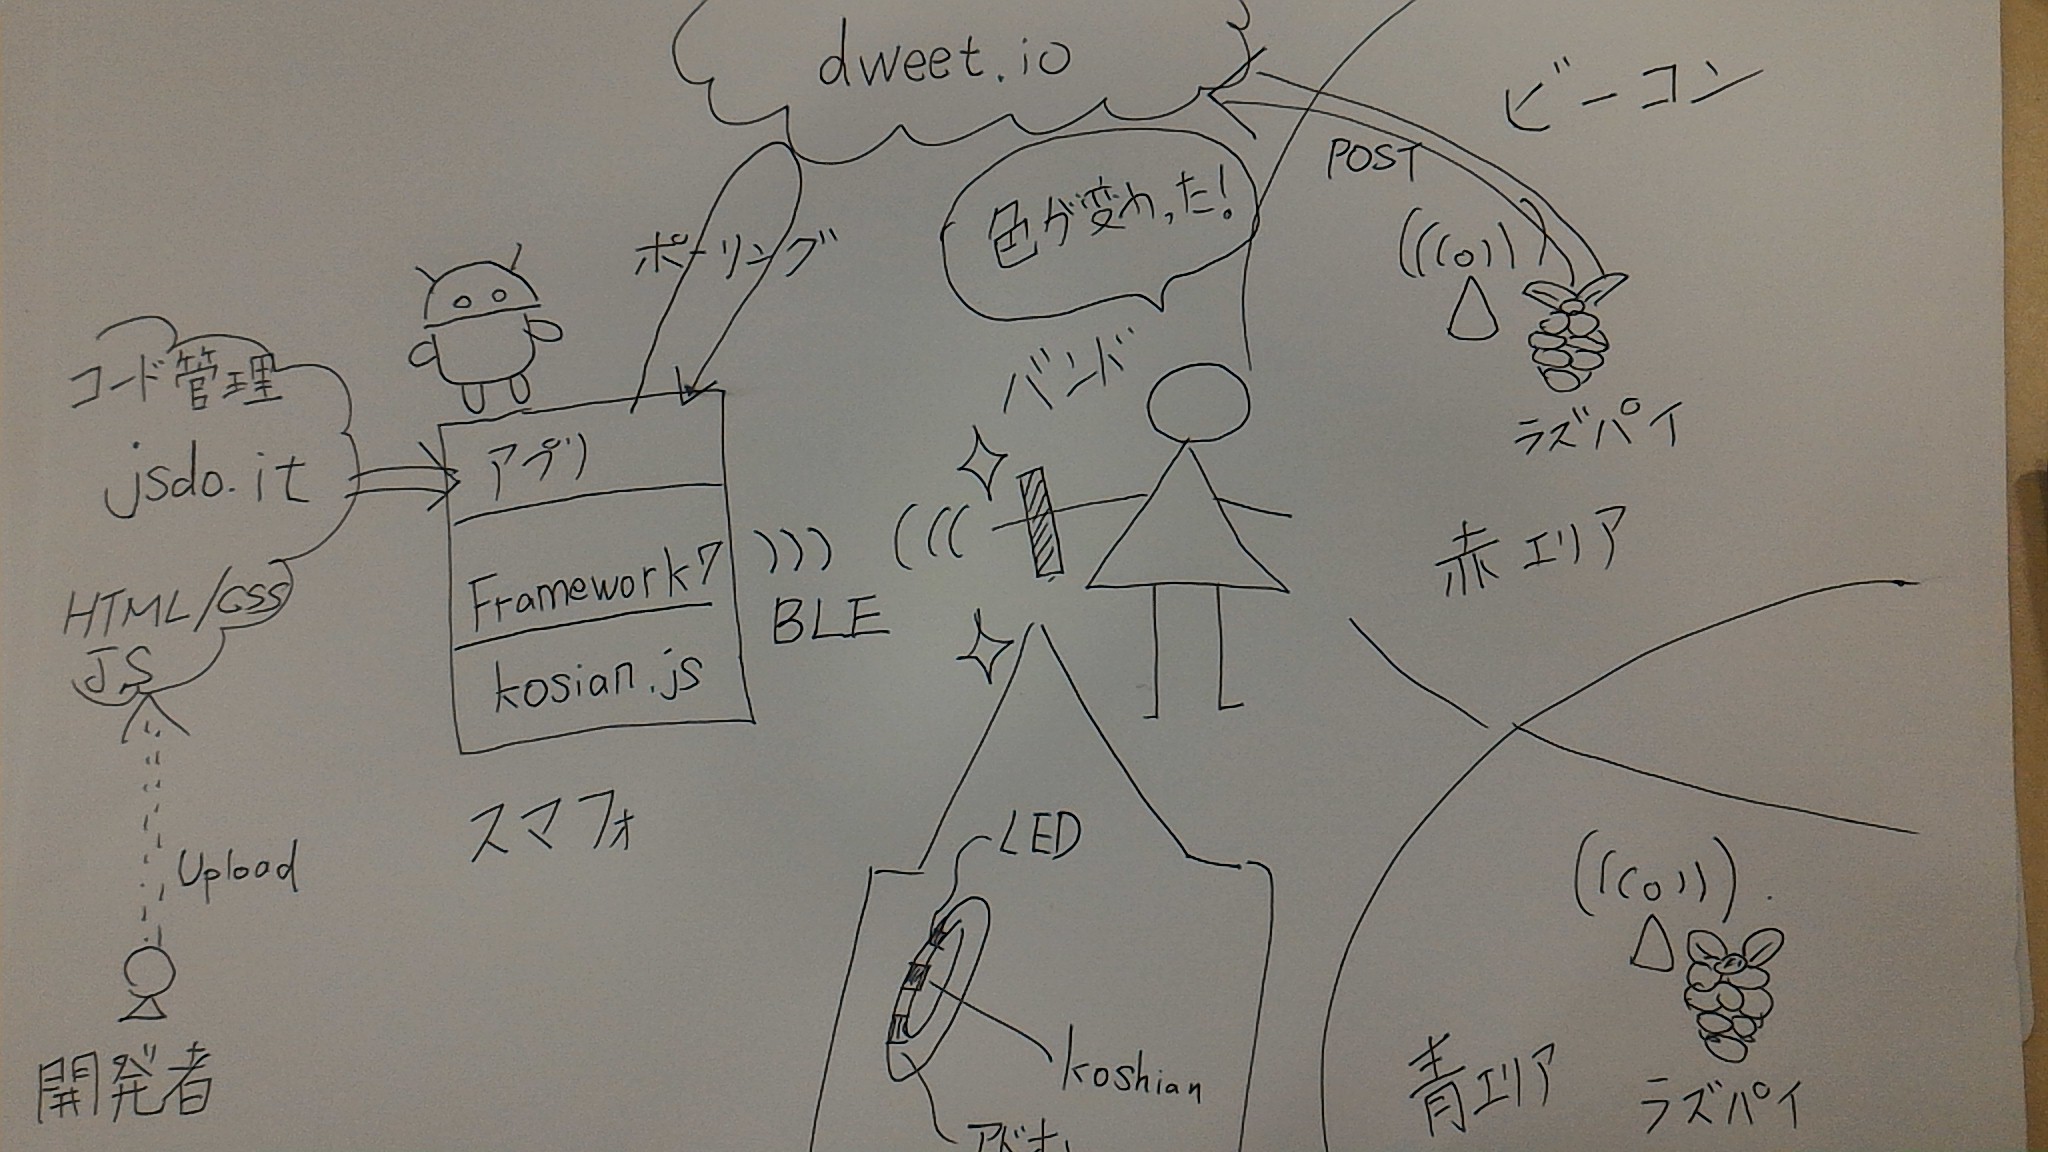 dweet.io
ビーコン
POST
色が変わった!
ポーリング
バンド
コード管理
jsdo.it
HTML/CSS
JS
アプリ
Framework7
kosian.js
BLE
ラズパイ
赤エリア
スマフォ
Upload
開発者
LED
koshian
青エリア
ラズパイ